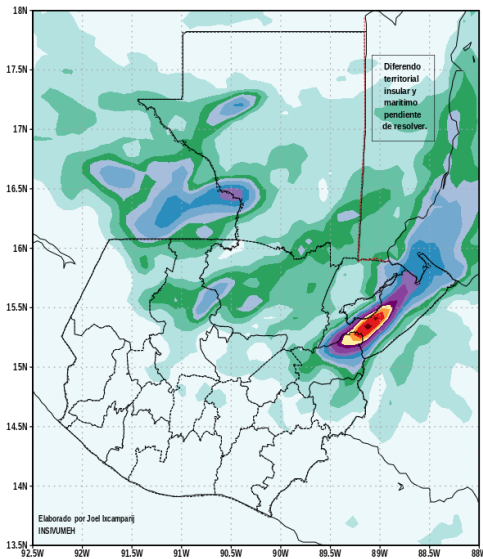 18N
17.5N
Diferendo
territorial
insular y
maritimo
pendiente
de resolver.
17N
16.5N
16N
15.5N
15N
14.5N
14N
Elaborado por Joel Ixcamparij
INSIVUMEH
13.5N
92.5W 92W 91.5W 91W 90.5W 90W 89.5W 89W 88.5W 88